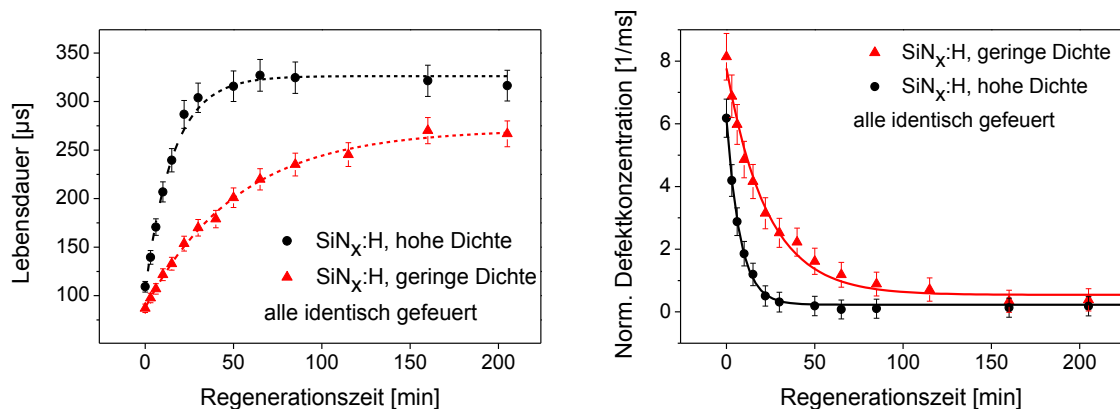 350
300
250
200
150
100
Lebensdauer [µs]
SiNx:H, hohe Dichte
SiNx:H, geringe Dichte
alle identisch gefeuert
0 50 100 150 200
Regenerationszeit [min]
8
6
4
2
0
Norm. Defektkonzentration [1/ms]
SiNx:H, geringe Dichte
SiNx:H, hohe Dichte
alle identisch gefeuert
0 50 100 150 200
Regenerationszeit [min]